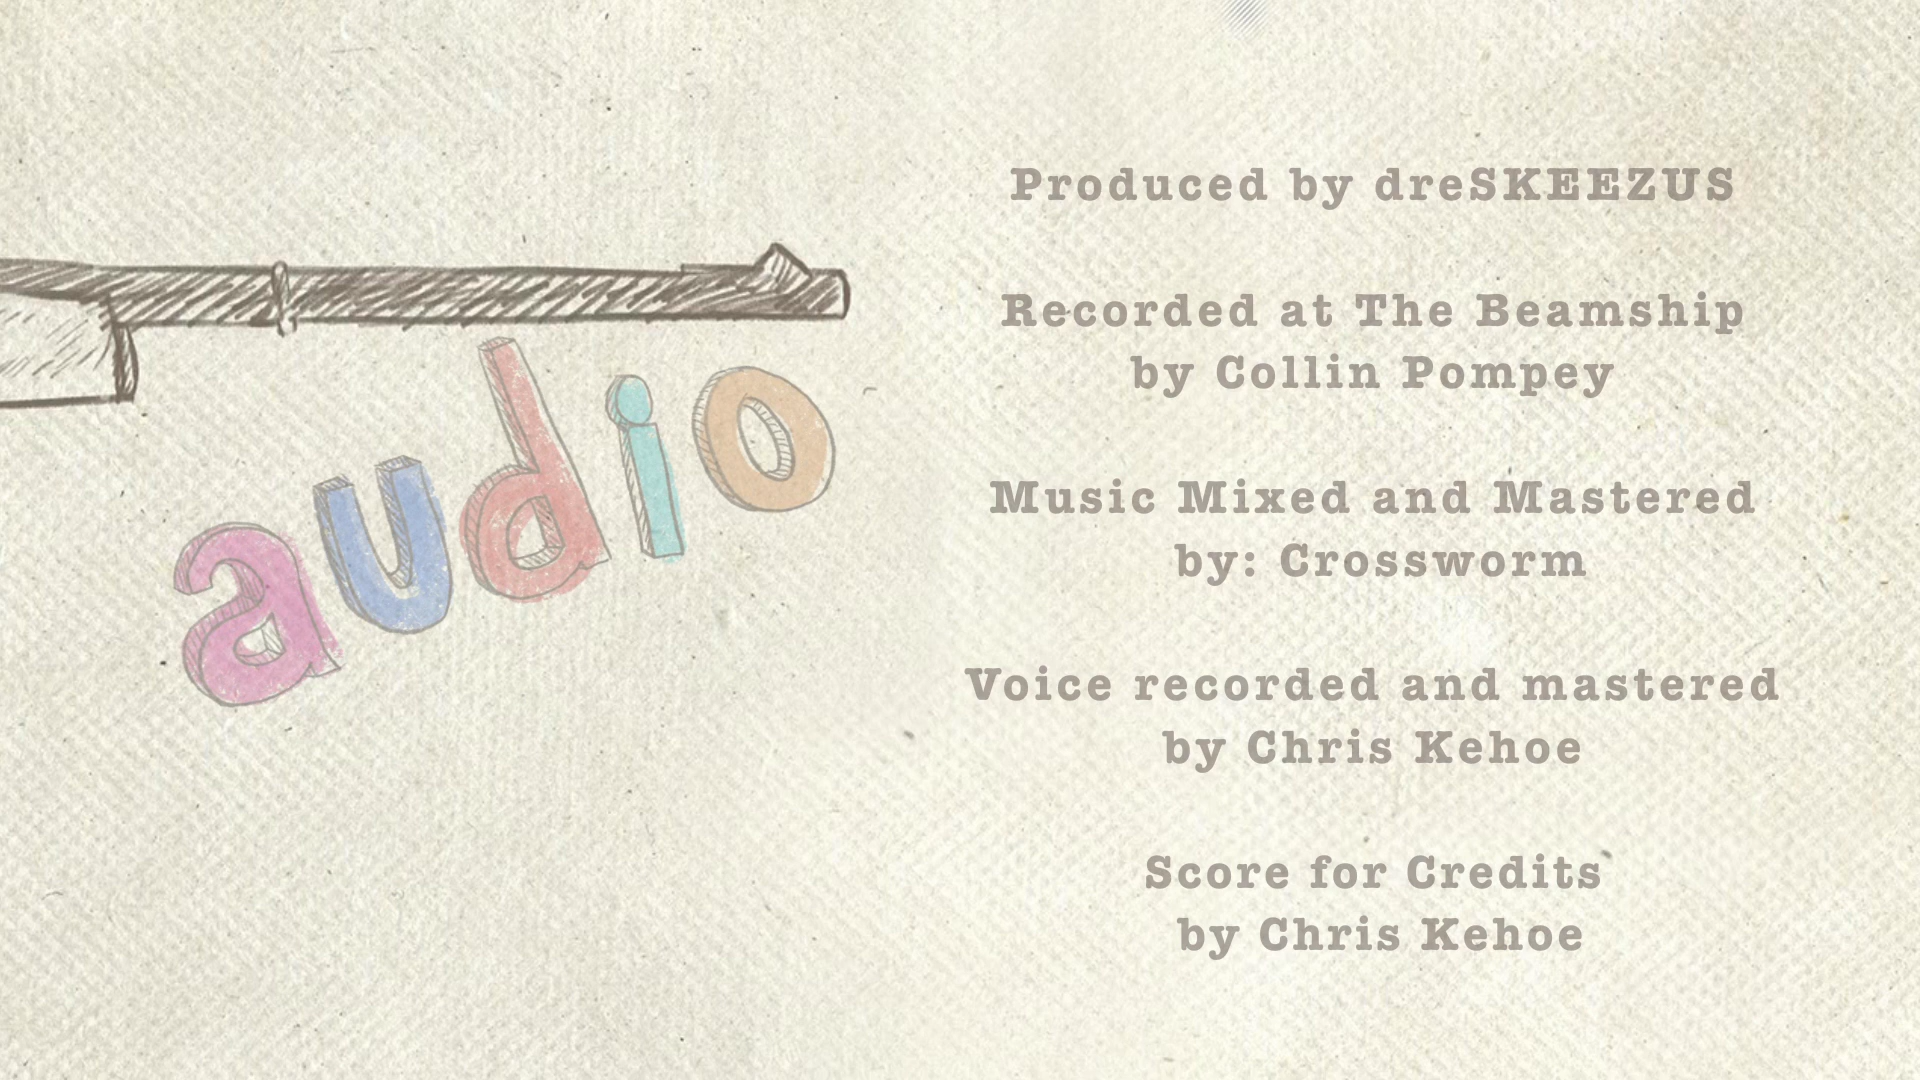 audio
Produced by dreSKEEZUS
Recorded at The Beamship
by Collin Pompey
Music Mixed and Mastered
by: Crossworm
Voice recorded and mastered
by Chris Kehoe
Score for Credits
by Chris Kehoe